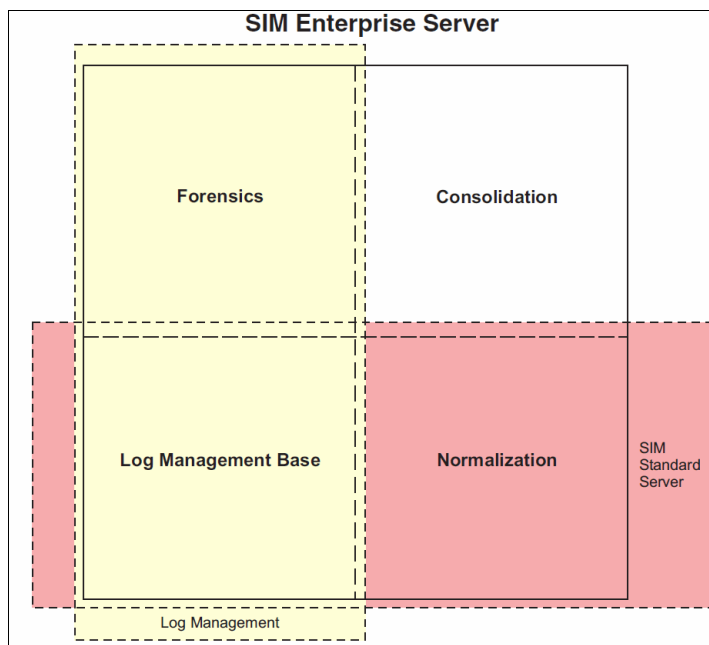 SIM Enterprise Server
Forensics
Consolidation
Log Management Base
Normalization
SIM
Standard
Server
Log Management